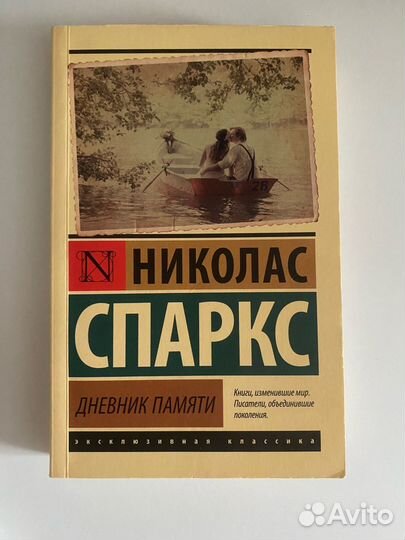 28
N
НИКОЛАС
СПАРКС
ДНЕВНИК ПАМЯТИ
Книги, изменившие мир.
Писатели, объединившие
поколения.
эксклюзивная классика
Avito